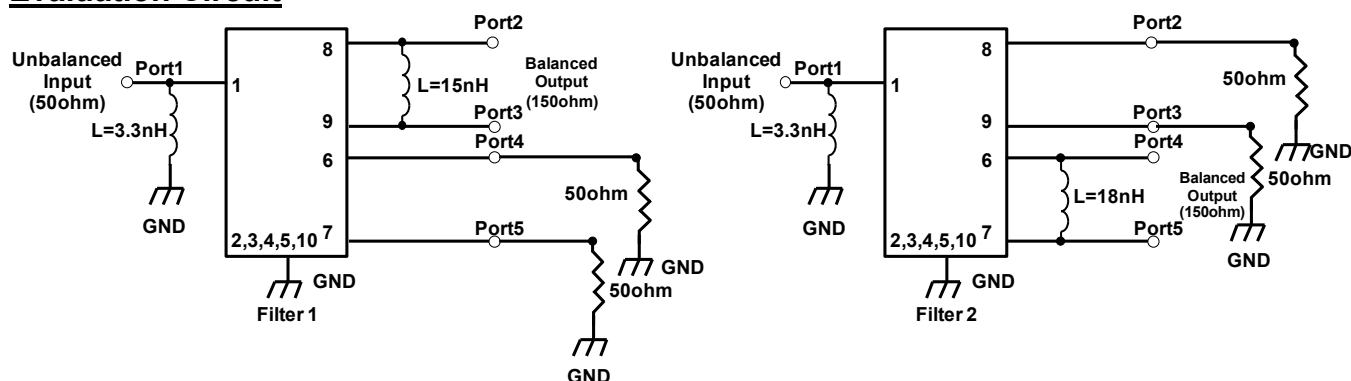 Evaluation Circuit
Unbalanced
Input
(50ohm)
Port1
L=3.3nH
GND
1
8
9
6
7
2,3,4,5,10
GND
Filter 1
Port2
L=15nH
Balanced
Output
(150ohm)
Port3
Port4
50ohm
GND
Port5
50ohm
GND
Unbalanced
Input
(50ohm)
Port1
L=3.3nH
GND
1
8
9
6
7
2,3,4,5,10
GND
Filter 2
Port2
50ohm
GND
Port3
50ohm
GND
Port4
L=18nH
Balanced
Output
(150ohm)
Port5